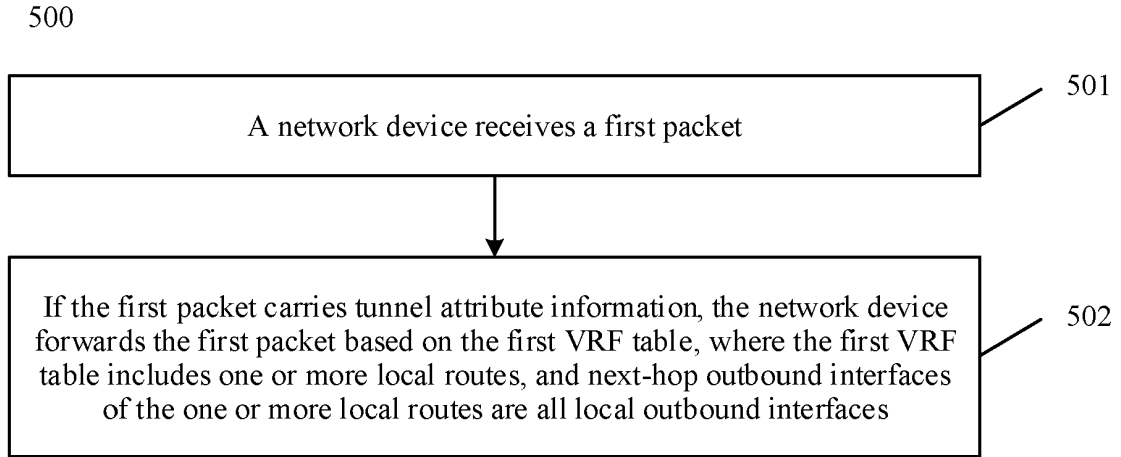 500
A network device receives a first packet
501
If the first packet carries tunnel attribute information, the network device
forwards the first packet based on the first VRF table, where the first VRF
table includes one or more local routes, and next-hop outbound interfaces
of the one or more local routes are all local outbound interfaces
502